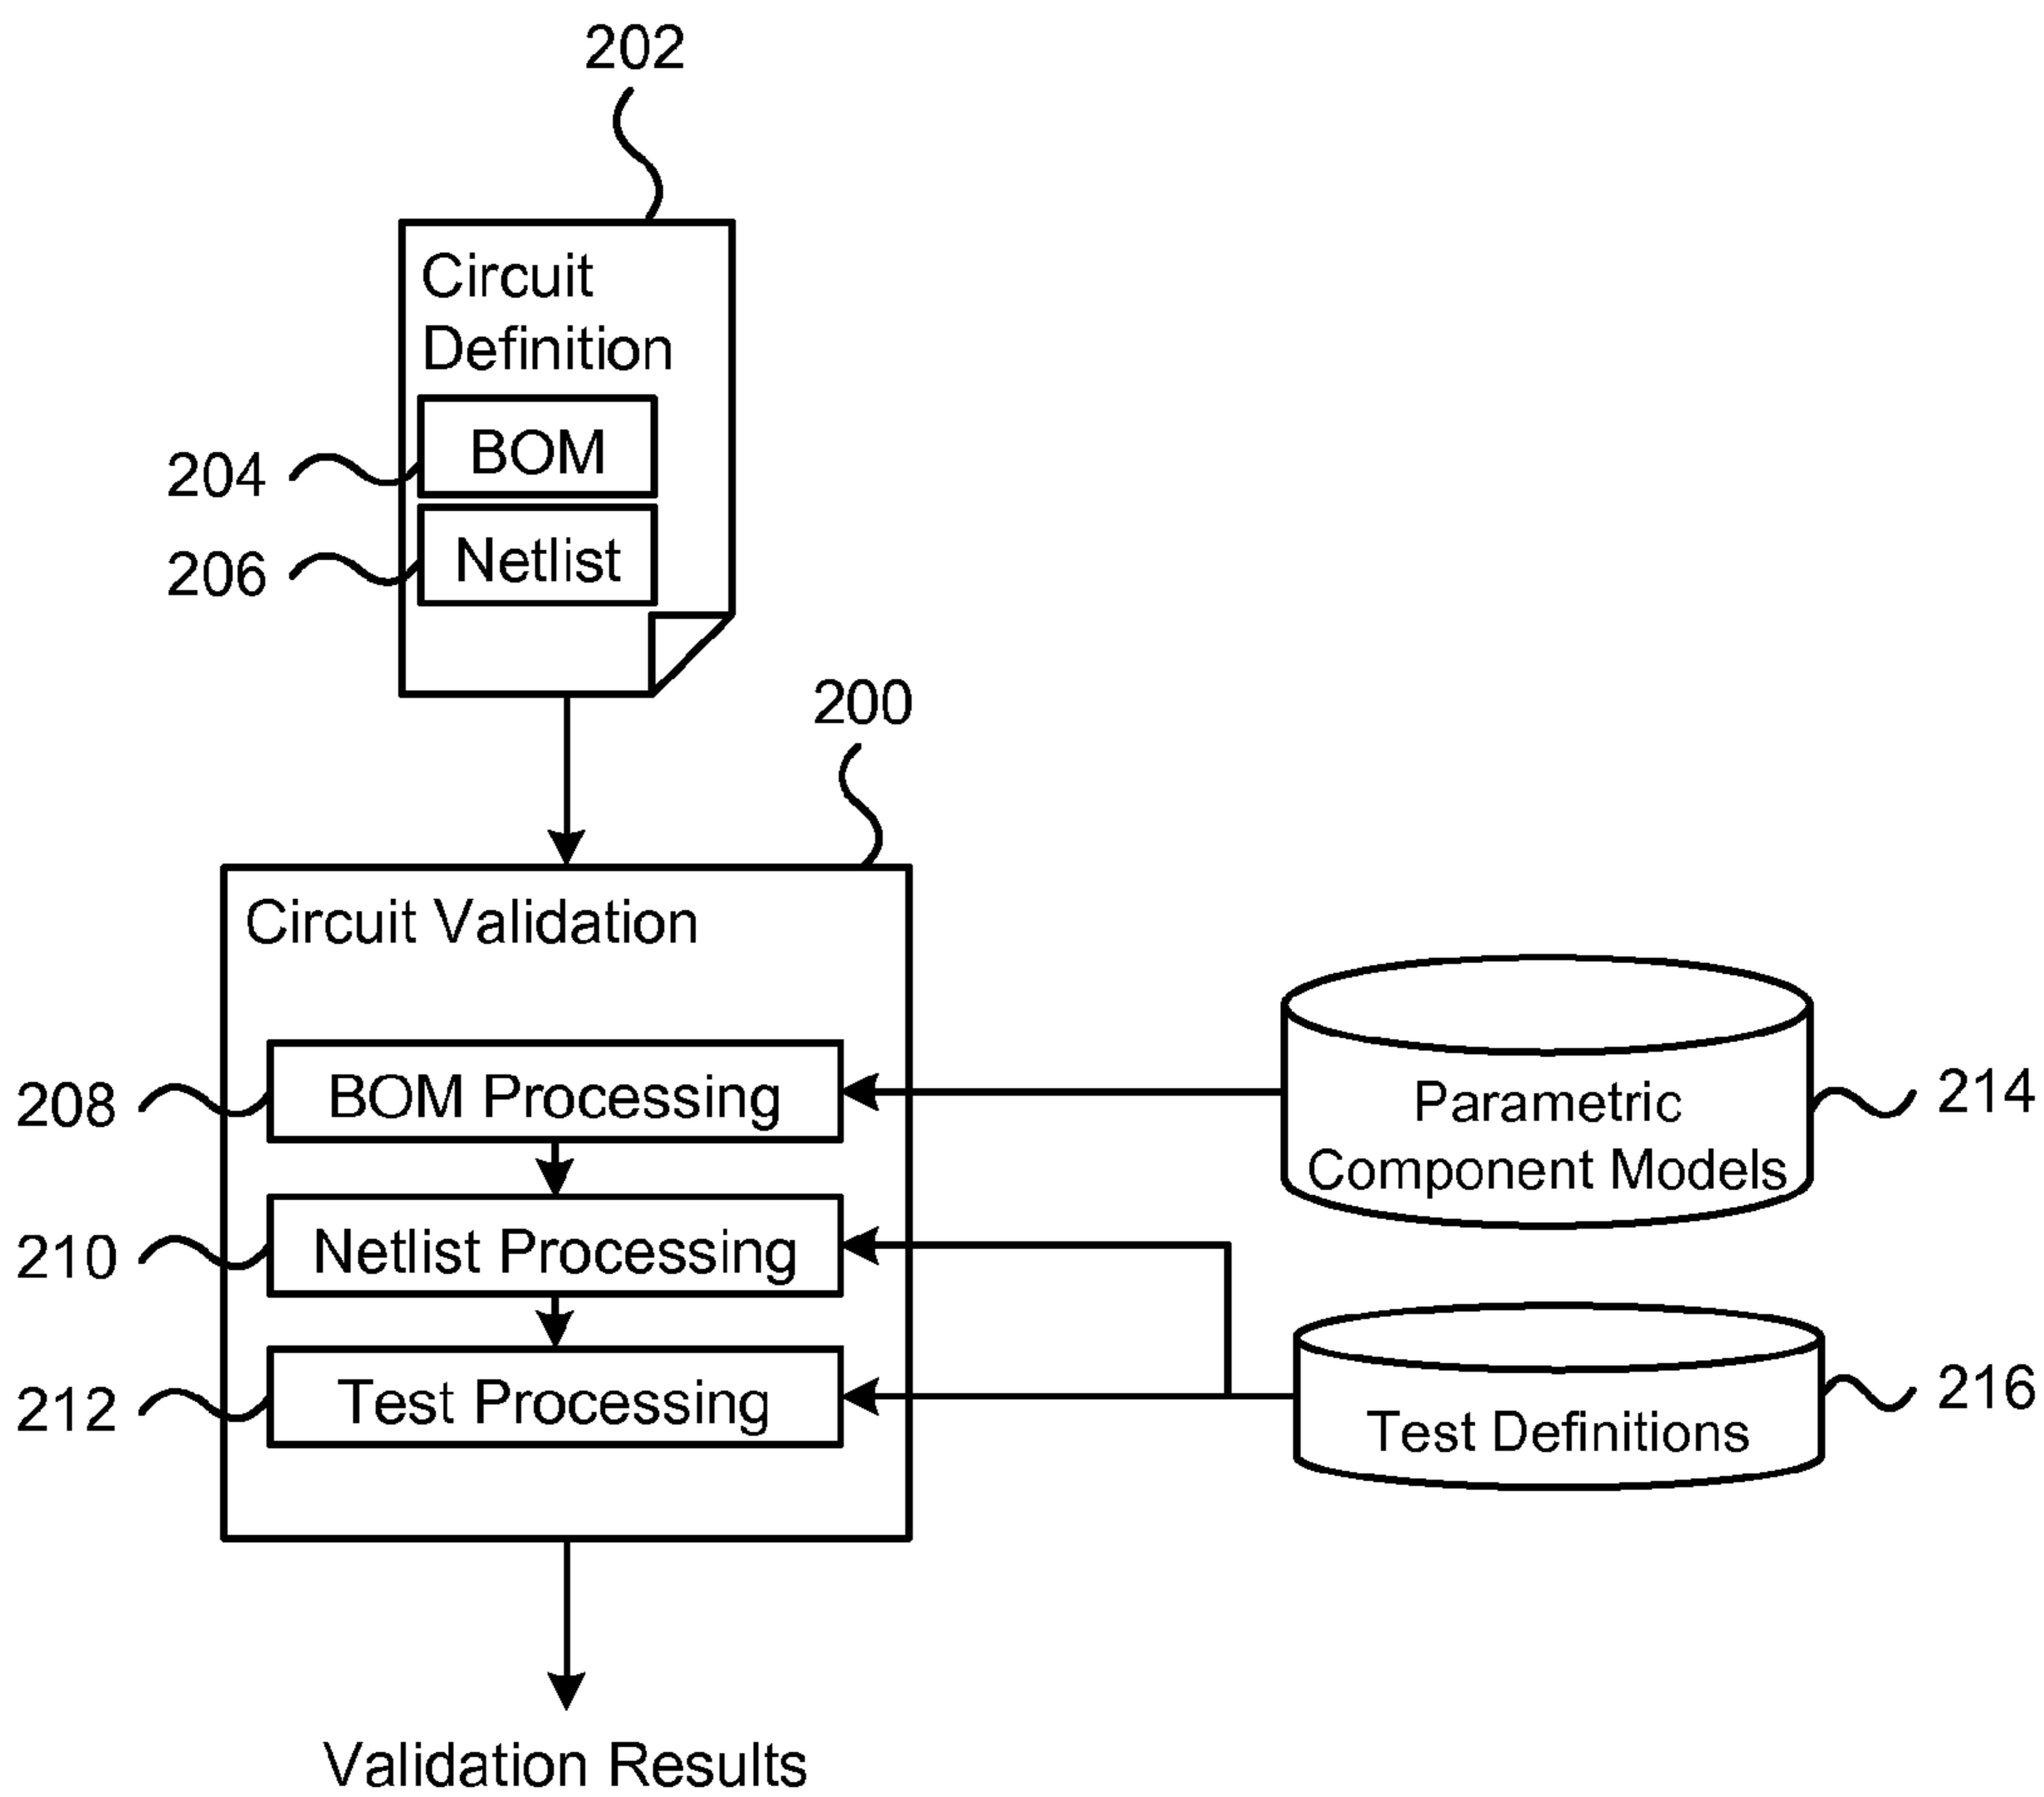 202
Circuit
Definition
BOM
204
Netlist
206
200
Circuit Validation
BOM Processing
208
Parametric
Component Models
214
Netlist Processing
210
Test Processing
212
Test Definitions
216
Validation Results